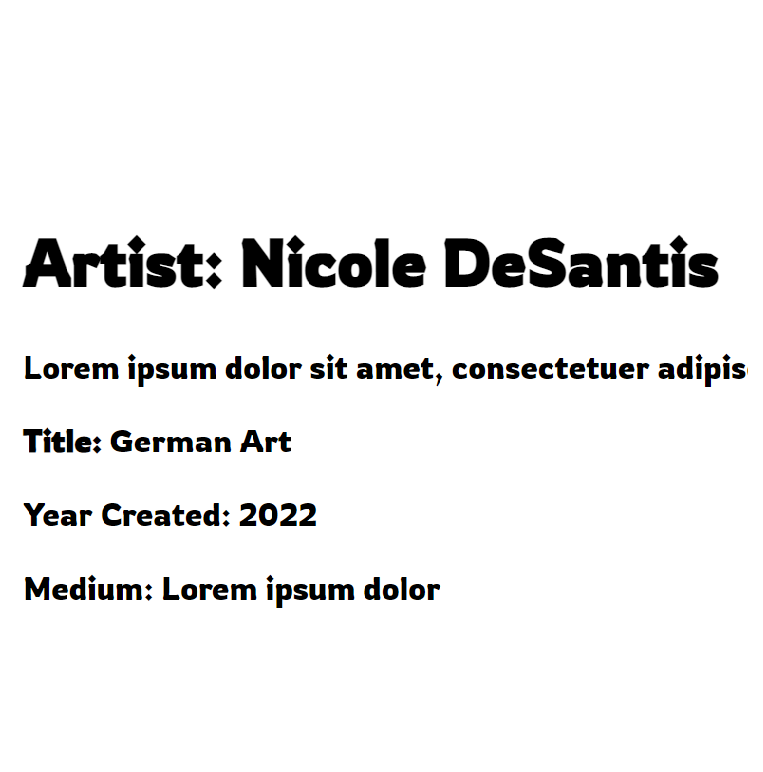 Artist: Nicole DeSantis
Lorem ipsum dolor sit amet, consectetuer adipis
Title: German Art
Year Created: 2022
Medium: Lorem ipsum dolor